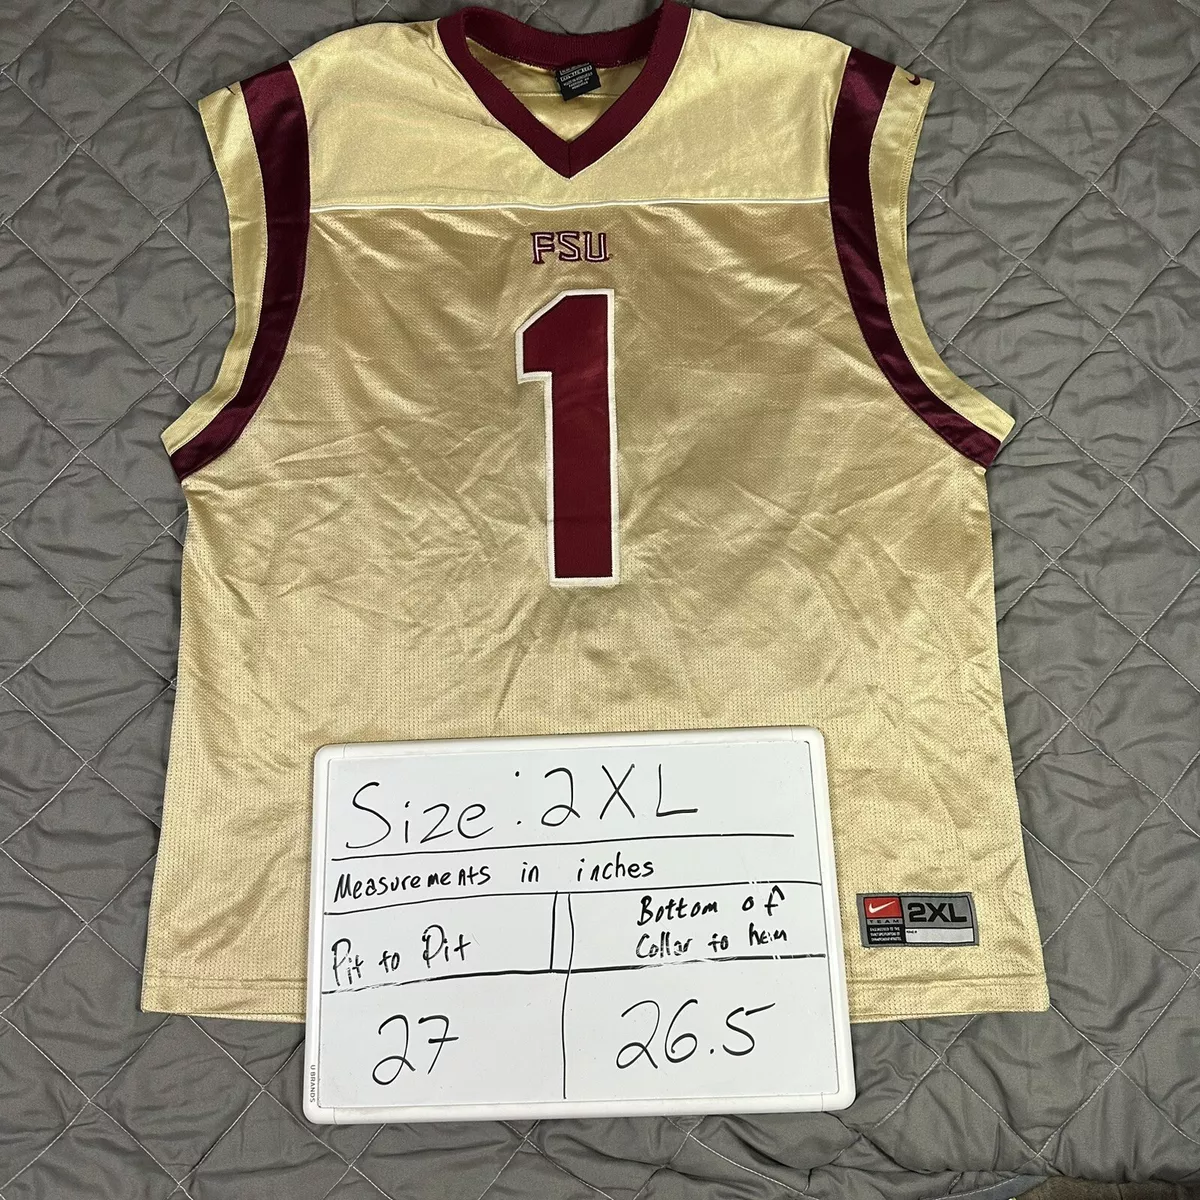 FSU
1
Size: 2XL
Measurements in inches
Pit to Pit
Bottom of
Collar to hem
27
26.5
TEAM
2XL
U BRANDS